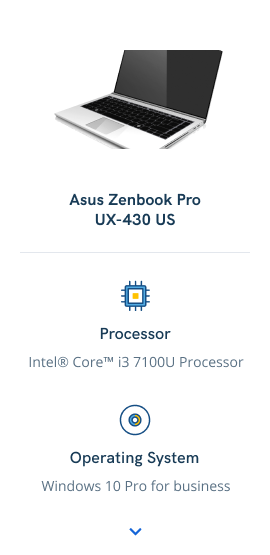 Asus Zenbook Pro
UX-430 US
Processor
Intel® Core™ i3 7100U Processor
Operating System
Windows 10 Pro for business